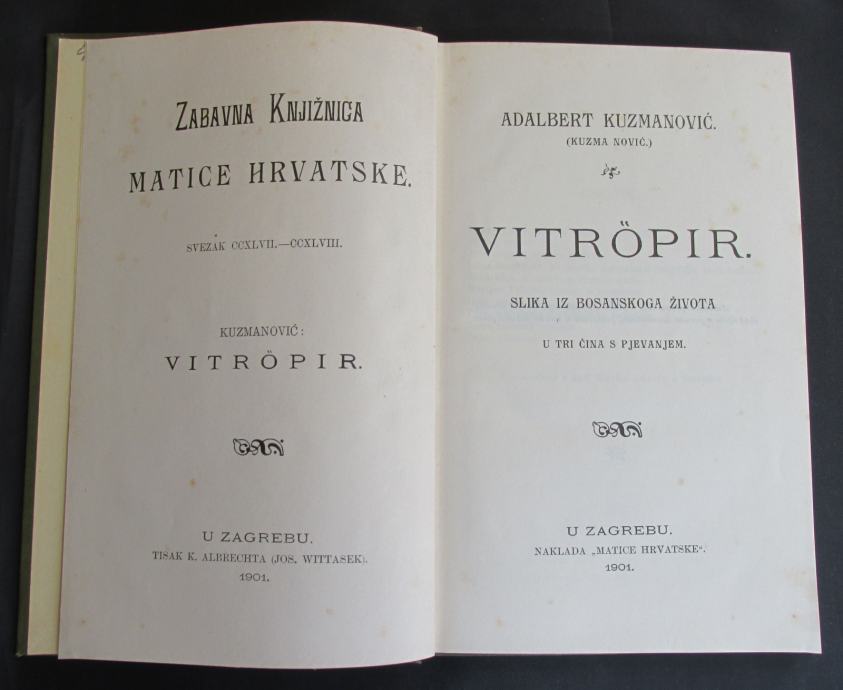 ZABAVNA KNJIŽNICA
MATICE HRVATSKE.
SVEZAK CCXLVII.—CCXLVIII.
KUZMANOVIĆ:
VITRÖPIR.
U ZAGREBU.
TISAK K. ALBRECHTA (JOS. WITTASEK).
1901.
ADALBERT KUZMANOVIĆ.
(KUZMA NOVIĆ.)
VITRÖPIR.
SLIKA IZ BOSANSKOGA ŽIVOTA
U TRI ČINA S PJEVANJEM.
U ZAGREBU.
NAKLADA „MATICE HRVATSKE“.
1901.